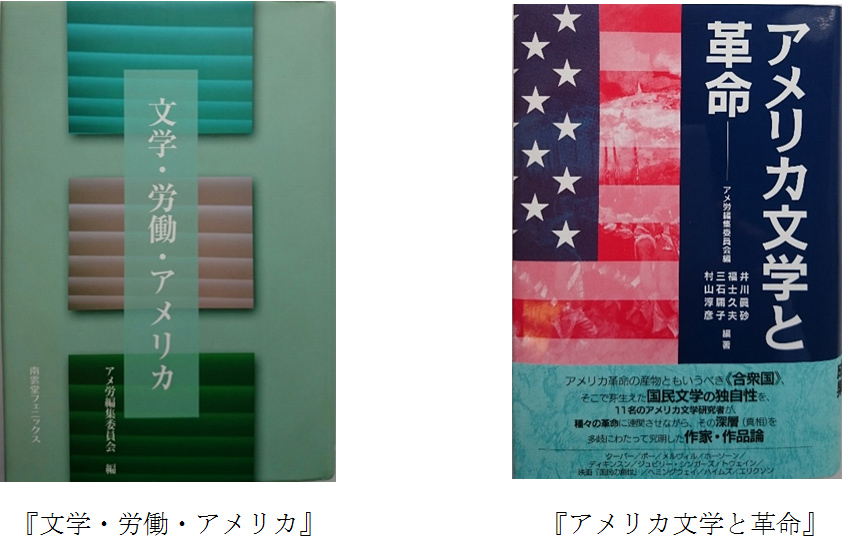 文学・労働・アメリカ
アメ労編集委員会 編
南雲堂フェニックス
『文学・労働・アメリカ』
アメリカ文学と
革命
アメ労編集委員会編
井川眞砂
福士久夫
三石庸子
村山淳彦
編著
アメリカ革命の産物ともいうべき《合衆国》、
そこで芽生えた国民文学の独自性を、
11名のアメリカ文学研究者が、
種々の革命に連関させながら、その深層(真相)を
多岐にわたって究明した作家・作品論
ターバー/ポー/メルヴィル/ホーソーン/
ディキンスン/ジュビリー・シンガーズ/トウェイン/
映画『国民の創世』/ヘミングウェイ/ハイムズ/エリクソン
『アメリカ文学と革命』